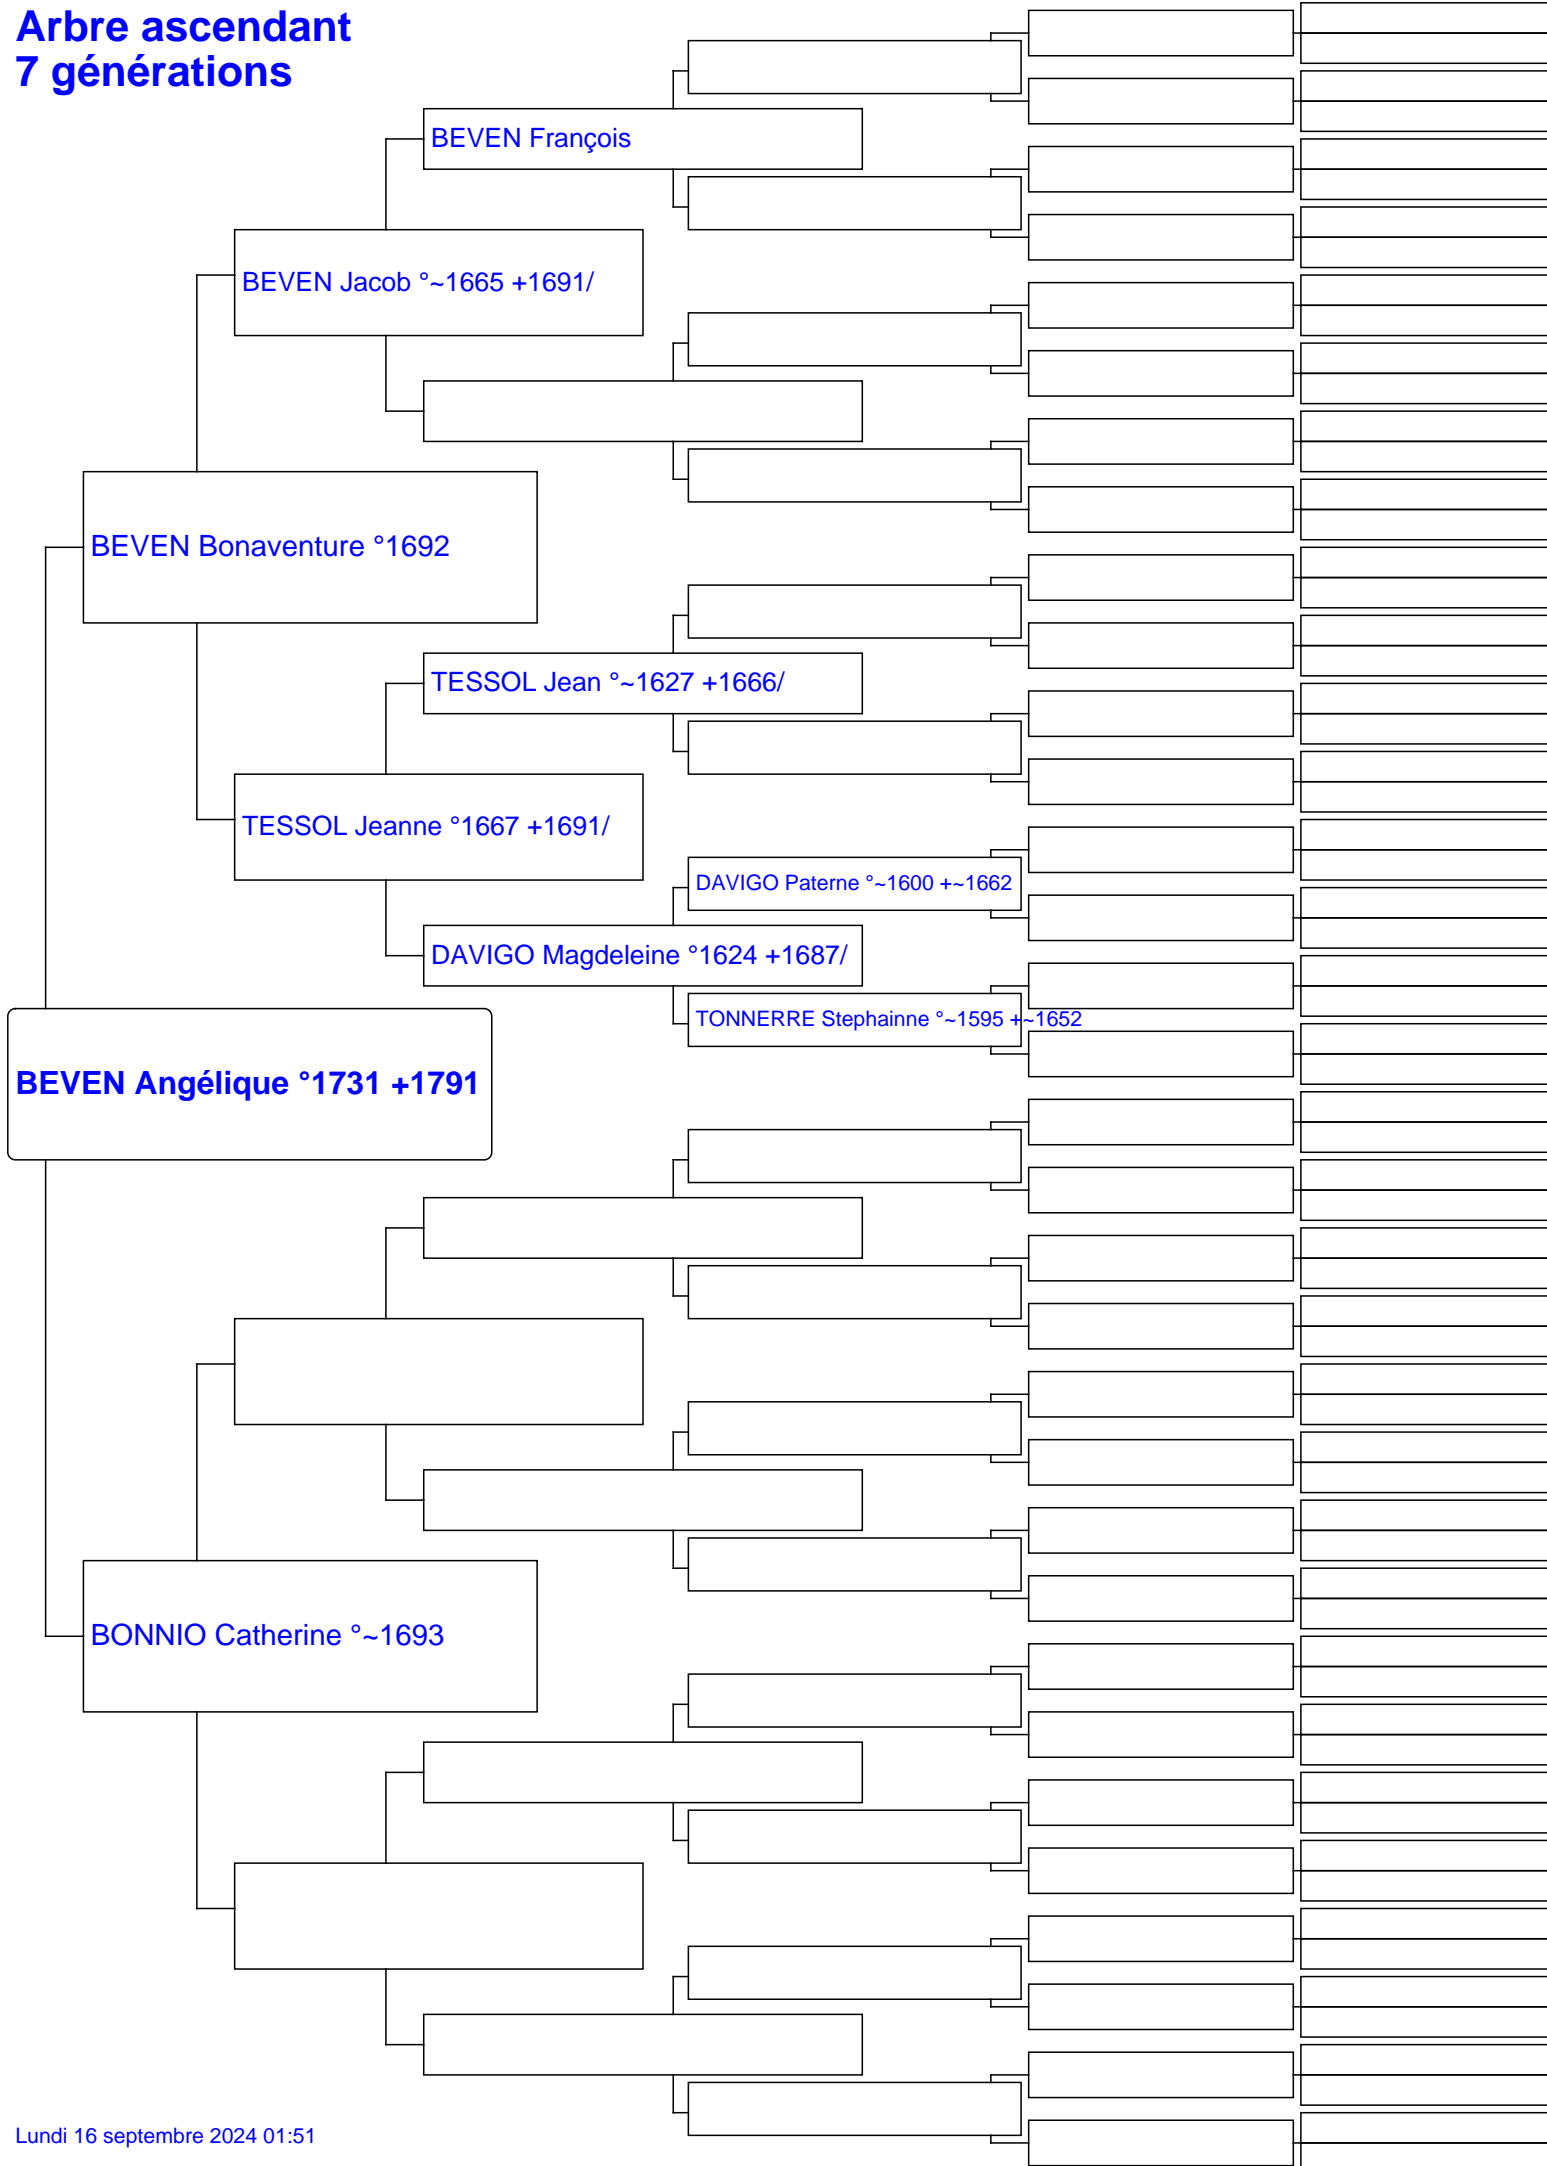 Arbre ascendant
7 générations
BEVEN François
BEVEN Jacob °~1665 +1691/
BEVEN Bonaventure °1692
TESSOL Jean °~1627 +1666/
TESSOL Jeanne °1667 +1691/
DAVIGO Paterne °~1600 +~1662
DAVIGO Magdeleine °1624 +1687/
TONNERRE Stephainne °~1595 +~1652
BEVEN Angélique °1731 +1791
BONNIO Catherine °~1693
Lundi 16 septembre 2024 01:51